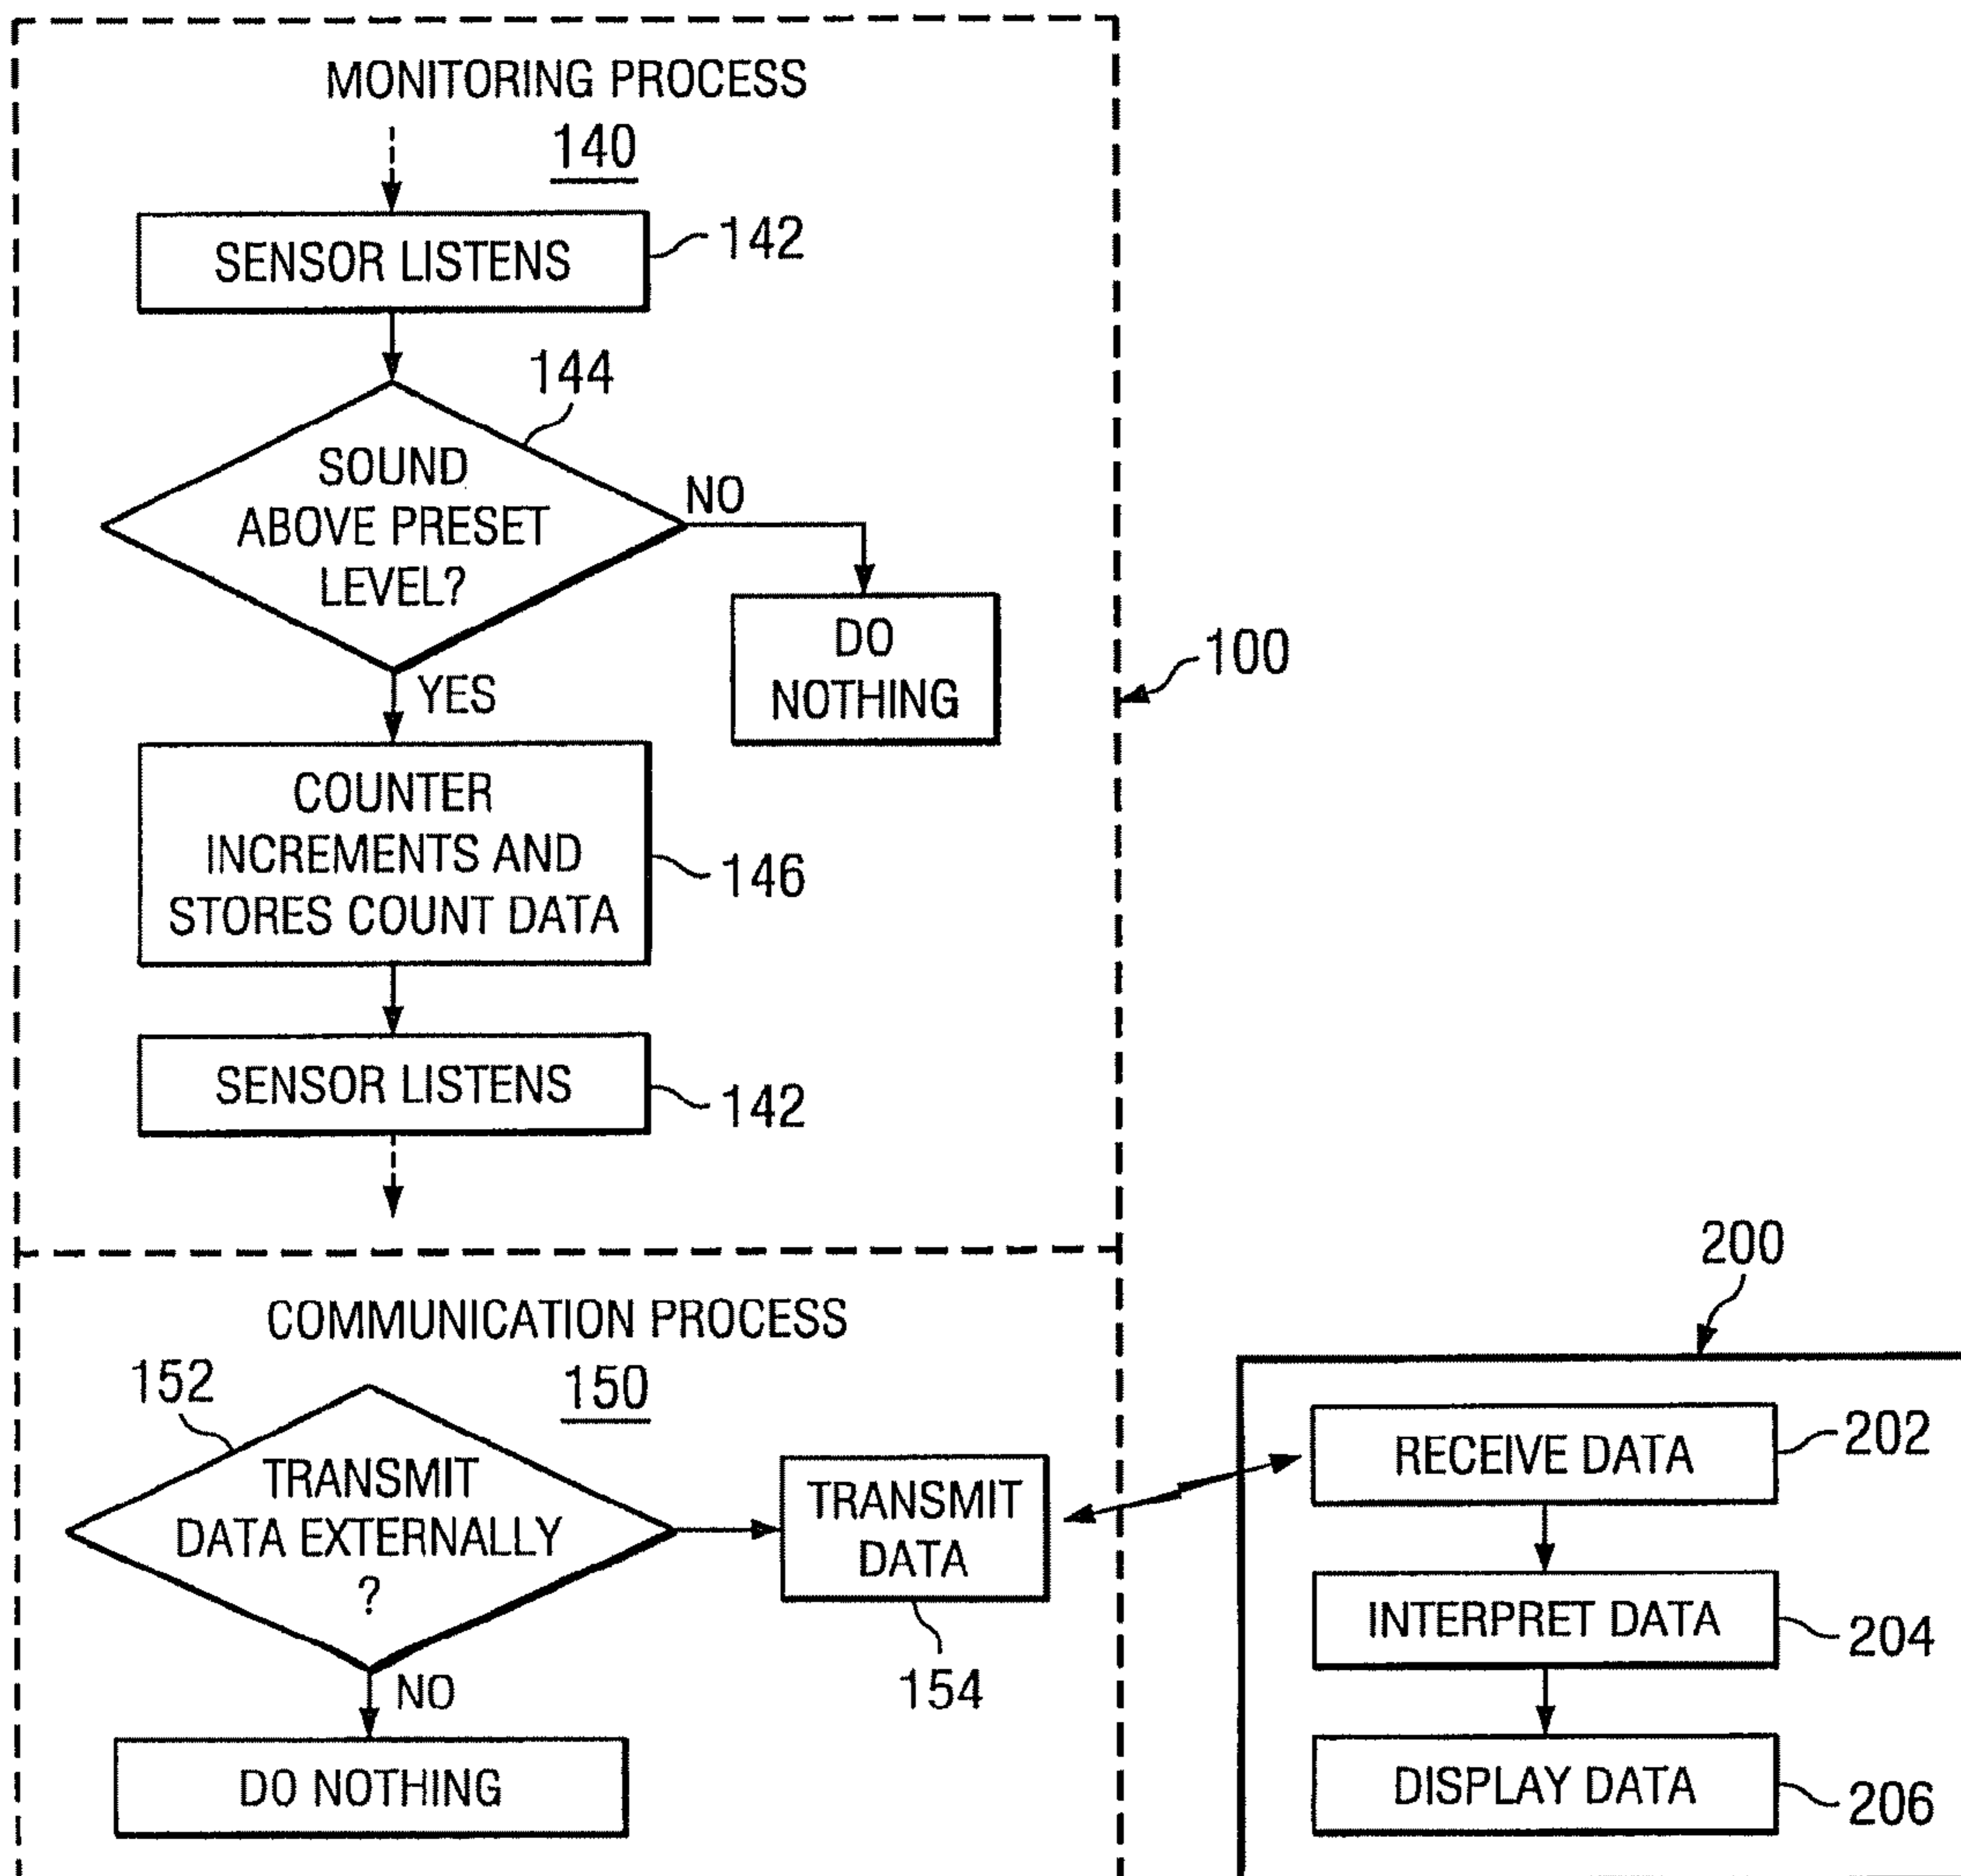 MONITORING PROCESS
140
SENSOR LISTENS
142
144
SOUND
ABOVE PRESET
LEVEL?
NO
DO
NOTHING
100
YES
COUNTER
INCREMENTS AND
STORES COUNT DATA
146
SENSOR LISTENS
142
COMMUNICATION PROCESS
150
152
TRANSMIT
DATA EXTERNALLY
?
TRANSMIT
DATA
154
NO
DO NOTHING
200
RECEIVE DATA
202
INTERPRET DATA
204
DISPLAY DATA
206